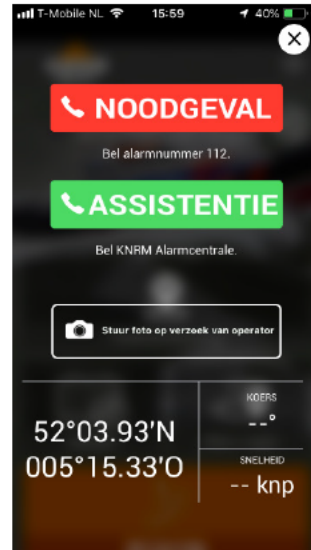 T-Mobile NL 15:59 40%
NOODGEVAL
Bel alarmnummer 112.
ASSISTENTIE
Bel KNRM Alarmcentrale.
Stuur foto op verzoek van operator
52°03.93'N
005°15.33'O
KOERS
--°
SNELHEID
-- knp